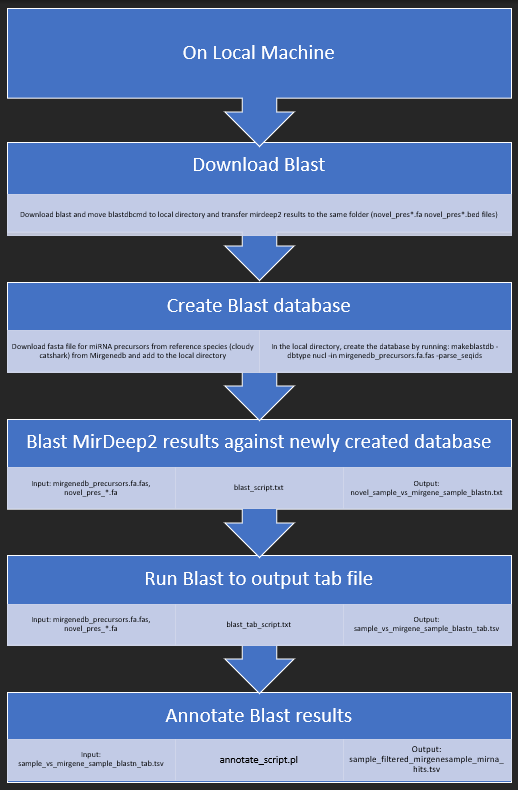 On Local Machine
Download Blast
Download blast and move blastdbcmd to local directory and transfer mirdeep2 results to the same folder (novel_pres*.fa novel_pres*.bed files)
Create Blast database
Download fasta file for miRNA precursors from reference species (cloudy
catshark) from Mirgenedb and add to the local directory
In the local directory, create the database by running: makeblastdb -
dbtype nucl -in mirgenedb_precursors.fa.fas -parse_seqids
Blast MirDeep2 results against newly created database
Input: mirgenedb_precursors.fa.fas,
novel_pres_*.fa
blast_script.txt
Output:
novel_sample_vs_mirgene_sample_blastn.txt
Run Blast to output tab file
Input: mirgenedb_precursors.fa.fas,
novel_pres_*.fa
blast_tab_script.txt
Output:
sample_vs_mirgene_sample_blastn_tab.tsv
Annotate Blast results
Input:
sample_vs_mirgene_sample_blastn_tab.tsv
annotate_script.pl
Output:
sample_filtered_mirgenesample_mirna_
hits.tsv